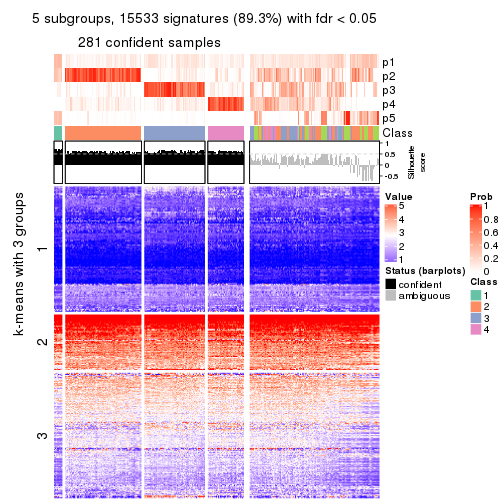 5 subgroups, 15533 signatures (89.3%) with fdr < 0.05
281 confident samples
p1
p2
p3
p4
p5
Class
1
0.5
0
-0.5
Silhouette
score
k-means with 3 groups
1
2
3
Value
5
4
3
2
1
Status (barplots)
confident
ambiguous
Prob
1
0.8
0.6
0.4
0.2
0
Class
1
2
3
4